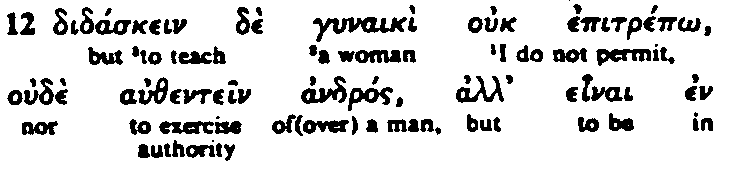 12 διδάσκειν δὲ γυναικὶ οὐκ ἐπιτρέπω,
but ³to teach ²a woman ¹I do not permit,
οὐδὲ αὐθεντεῖν ἀνδρός, ἀλλ’ εἶναι ἐν
nor to exercise of(over) a man, but to be in
authority